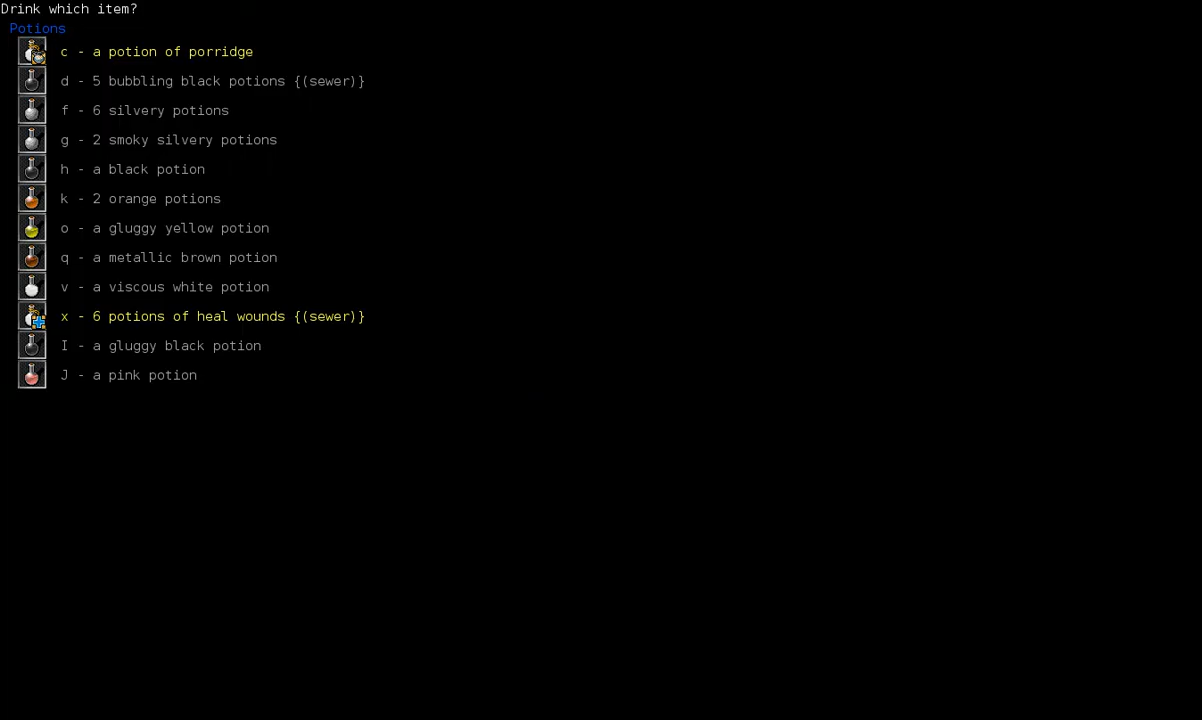 Drink which item?
Potions
c - a potion of porridge
d - 5 bubbling black potions {(sewer)}
f - 6 silvery potions
g - 2 smoky silvery potions
h - a black potion
k - 2 orange potions
o - a gluggy yellow potion
q - a metallic brown potion
v - a viscous white potion
x - 6 potions of heal wounds {(sewer)}
I - a gluggy black potion
J - a pink potion